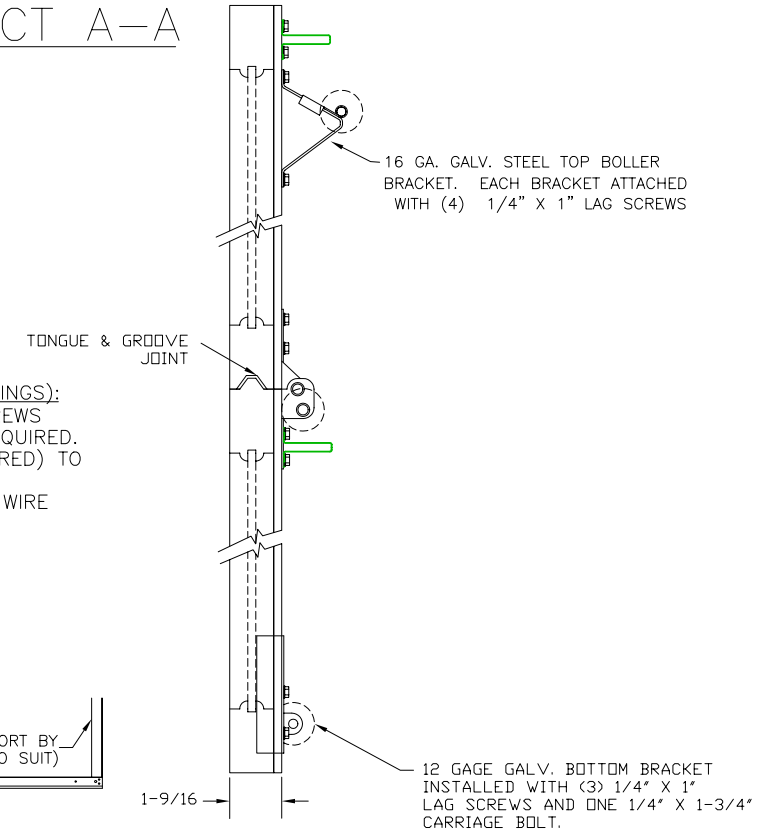 CT A-A
16 GA. GALV. STEEL TOP BOLLER
BRACKET. EACH BRACKET ATTACHED
WITH (4) 1/4" X 1" LAG SCREWS
TONGUE & GROOVE
JOINT
INGS):
EWS
QUIRED.
RED) TO
WIRE
ORT BY
O SUIT)
1-9/16
12 GAGE GALV. BOTTOM BRACKET
INSTALLED WITH (3) 1/4" X 1"
LAG SCREWS AND ONE 1/4" X 1-3/4"
CARRIAGE BOLT.